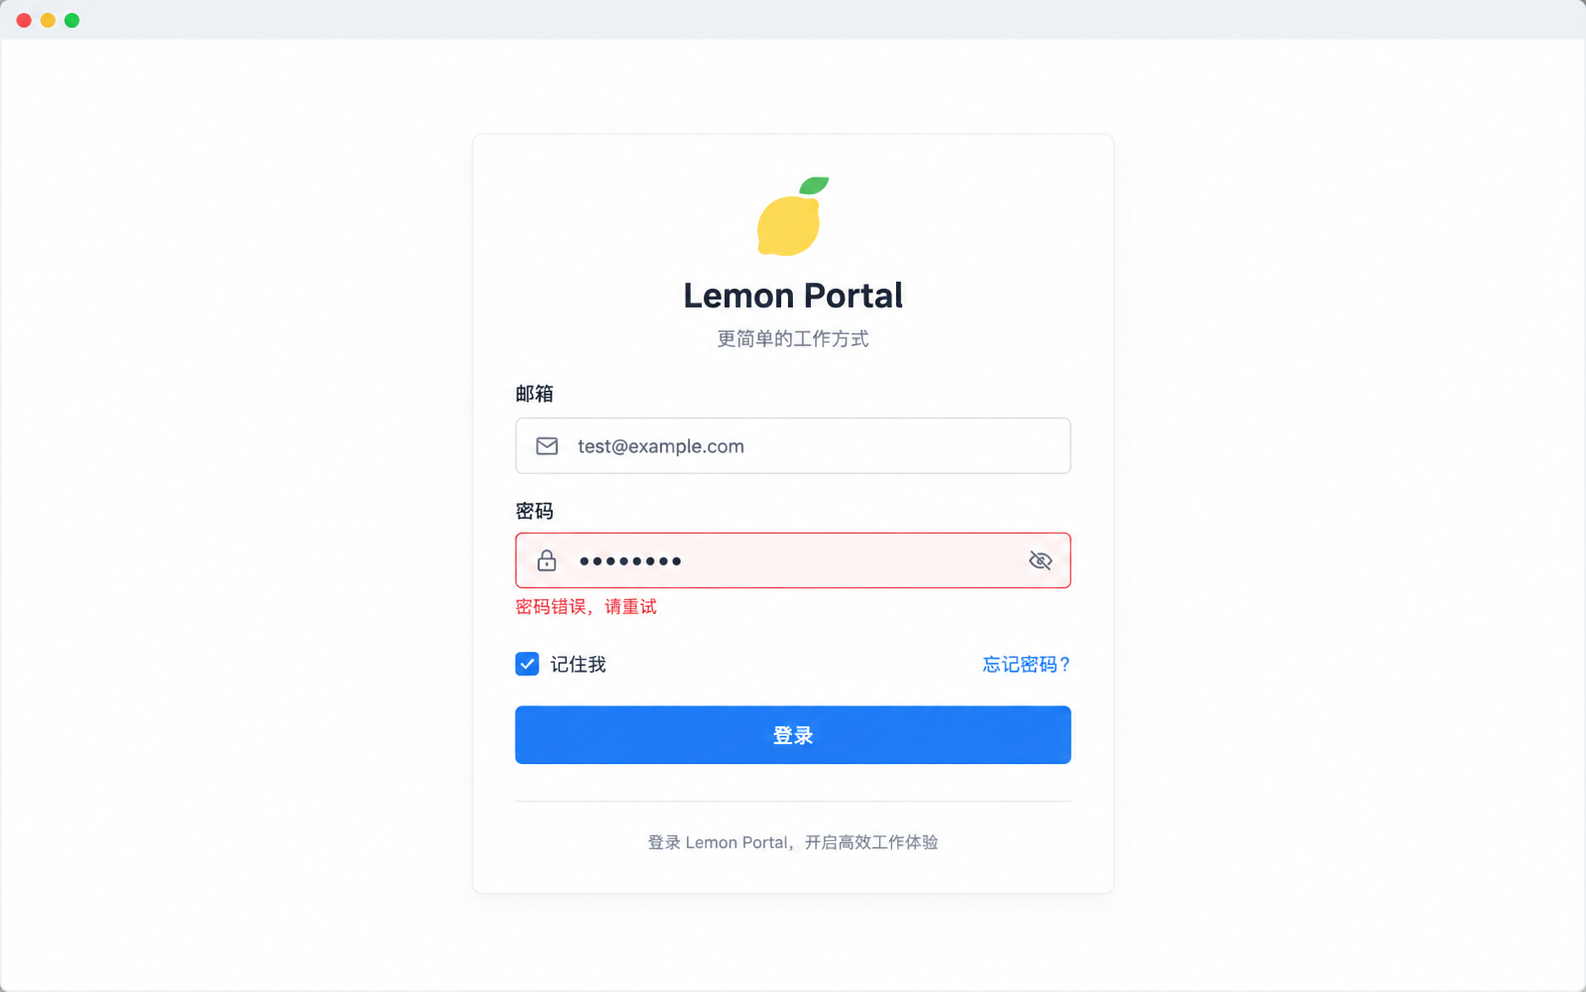 Lemon Portal
更简单的工作方式
邮箱
test@example.com
密码
••••••••
密码错误，请重试
记住我
忘记密码？
登录
登录 Lemon Portal，开启高效工作体验